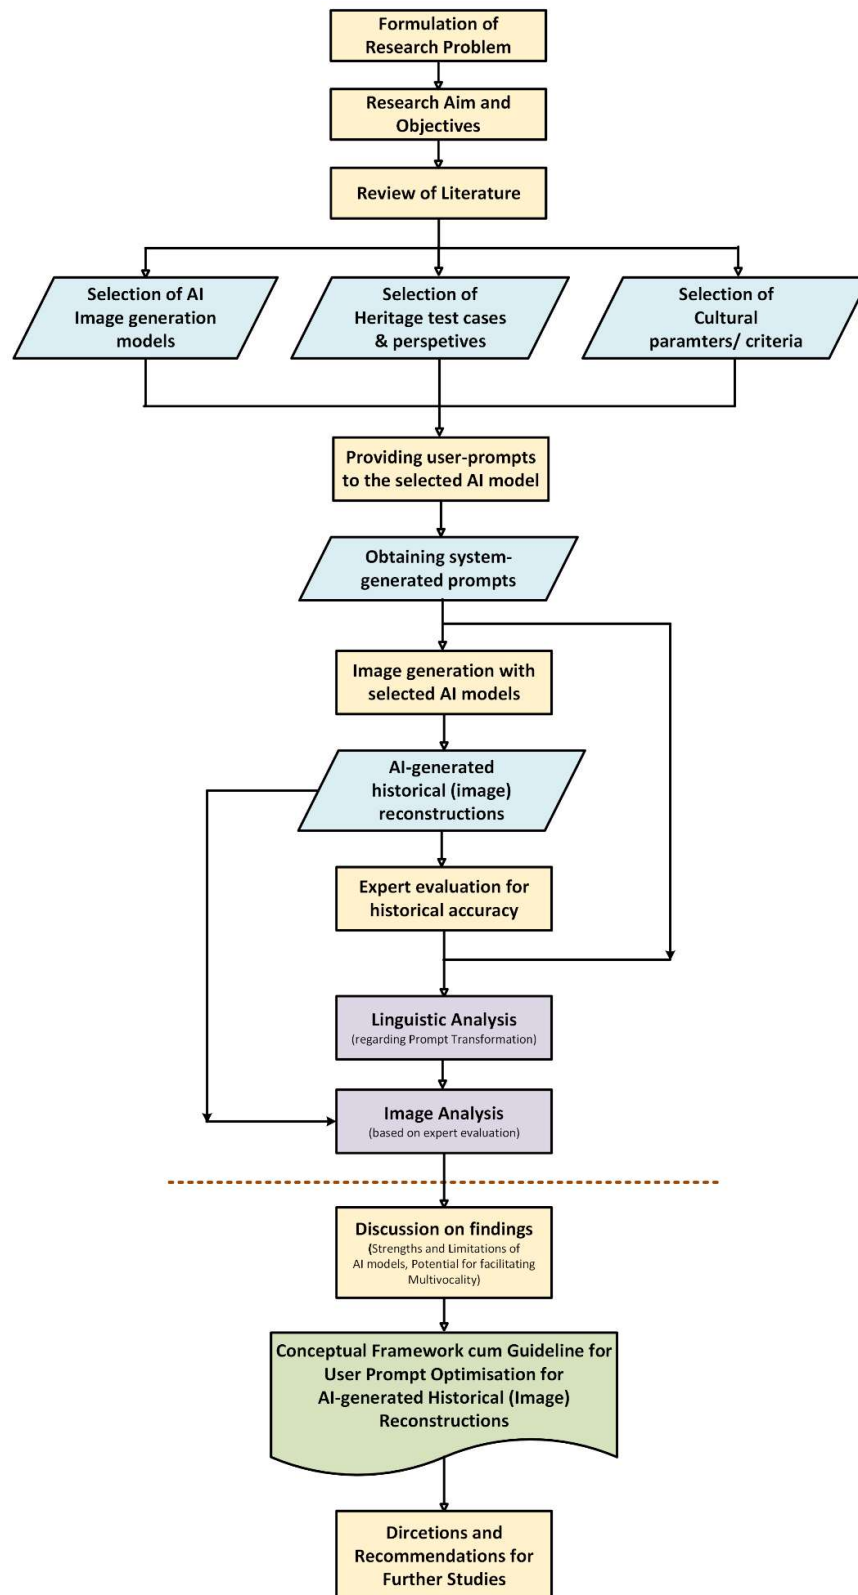 Formulation of
Research Problem
Research Aim and
Objectives
Review of Literature
Selection of AI
Image generation
models
Selection of
Heritage test cases
& perspetives
Selection of
Cultural
paramters/ criteria
Providing user-prompts
to the selected AI model
Obtaining system-
generated prompts
Image generation with
selected AI models
AI-generated
historical (image)
reconstructions
Expert evaluation for
historical accuracy
Linguistic Analysis
(regarding Prompt Transformation)
Image Analysis
(based on expert evaluation)
Discussion on findings
(Strengths and Limitations of
AI models, Potential for facilitating
Multivocality)
Conceptual Framework cum Guideline for
User Prompt Optimisation for
AI-generated Historical (Image)
Reconstructions
Dircetions and
Recommendations for
Further Studies